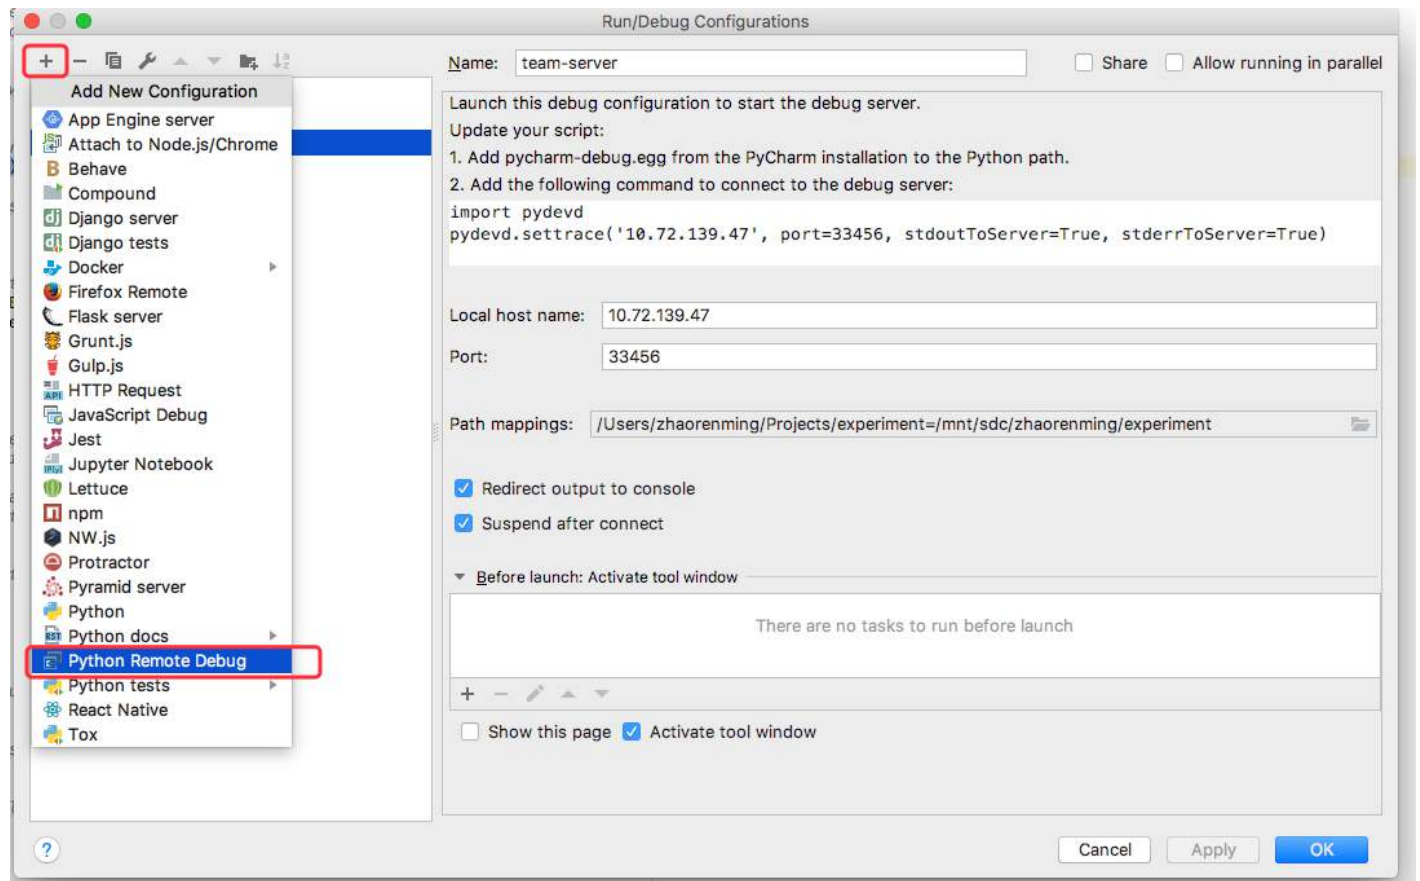 Run/Debug Configurations
Add New Configuration
App Engine server
Attach to Node.js/Chrome
Behave
Compound
Django server
Django tests
Docker
Firefox Remote
Flask server
Grunt.js
Gulp.js
HTTP Request
JavaScript Debug
Jest
Jupyter Notebook
Lettuce
npm
NW.js
Protractor
Pyramid server
Python
Python docs
Python Remote Debug
Python tests
React Native
Tox
Name: team-server Share Allow running in parallel
Launch this debug configuration to start the debug server.
Update your script:
1. Add pycharm-debug.egg from the PyCharm installation to the Python path.
2. Add the following command to connect to the debug server:
import pydevd
pydevd.settrace('10.72.139.47', port=33456, stdoutToServer=True, stderrToServer=True)
Local host name: 10.72.139.47
Port: 33456
Path mappings: /Users/zhaorenming/Projects/experiment=/mnt/sdc/zhaorenming/experiment
Redirect output to console
Suspend after connect
Before launch: Activate tool window
There are no tasks to run before launch
Show this page Activate tool window
? Cancel Apply OK